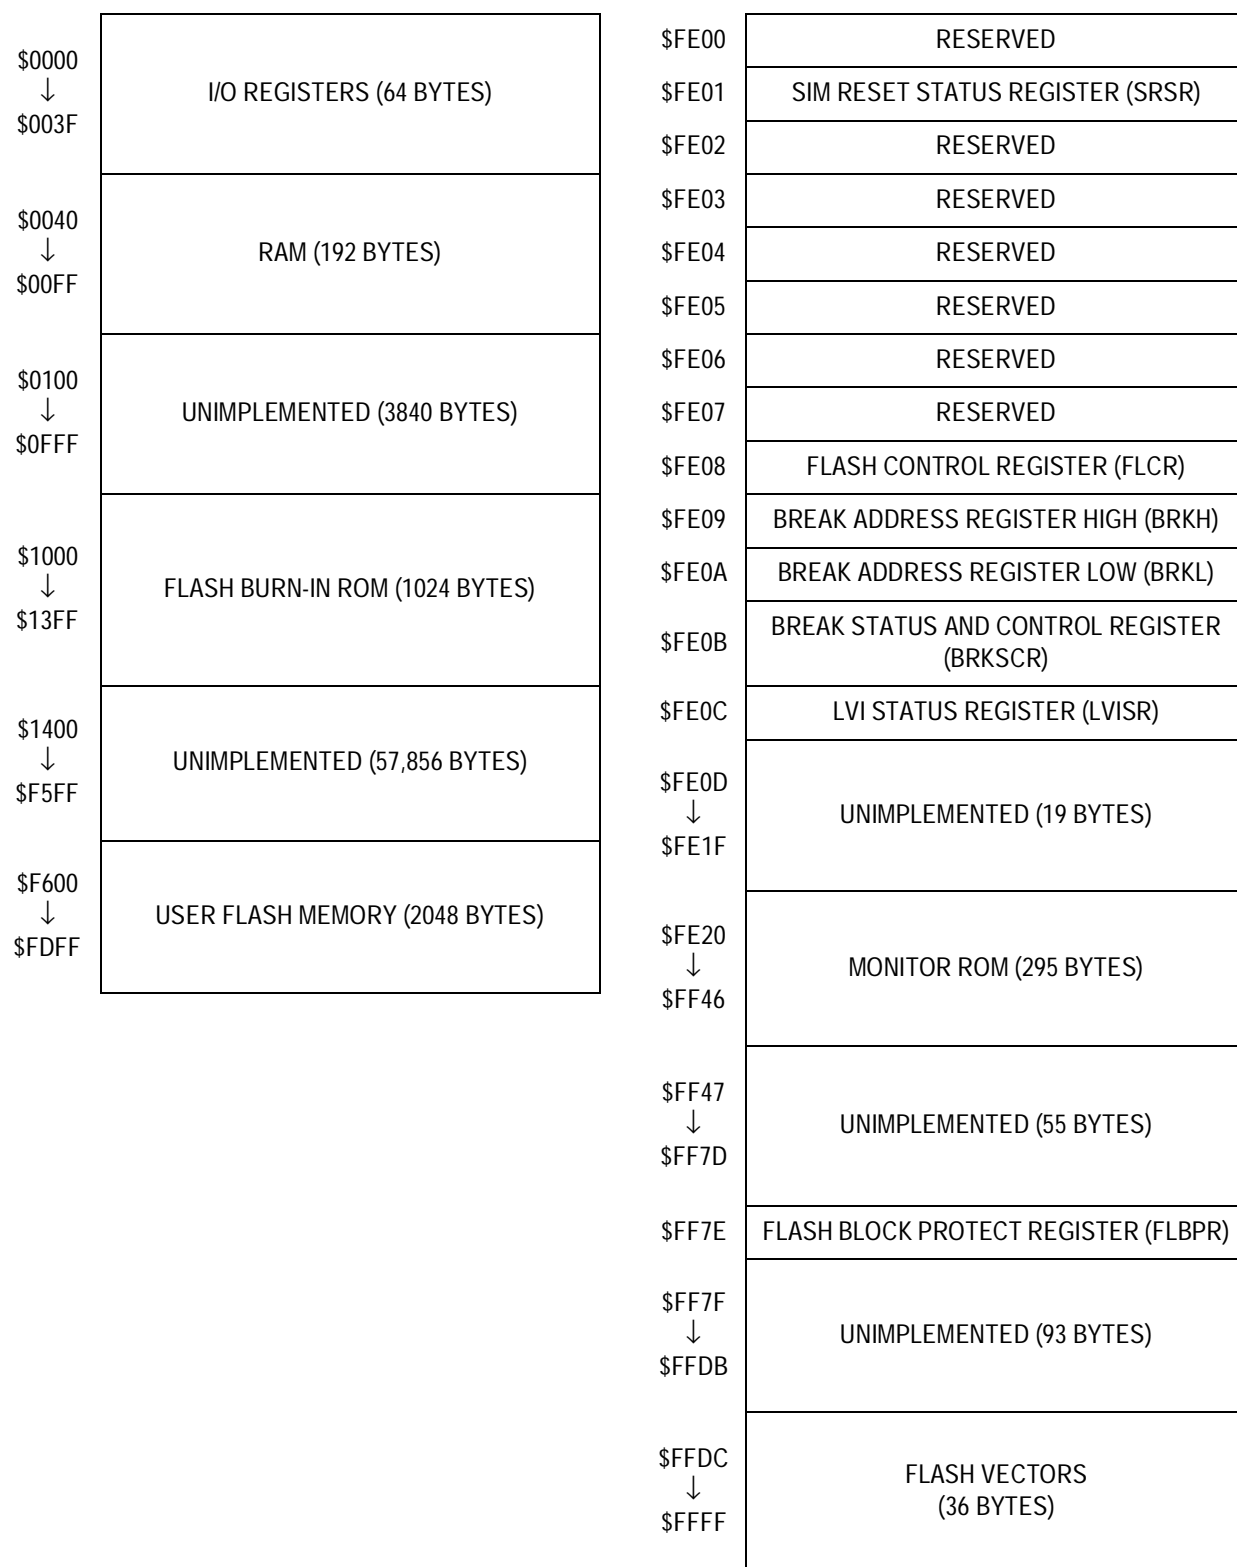 $0000
↓
$003F
I/O REGISTERS (64 BYTES)
$0040
↓
$00FF
RAM (192 BYTES)
$0100
↓
$0FFF
UNIMPLEMENTED (3840 BYTES)
$1000
↓
$13FF
FLASH BURN-IN ROM (1024 BYTES)
$1400
↓
$F5FF
UNIMPLEMENTED (57,856 BYTES)
$F600
↓
$FDFF
USER FLASH MEMORY (2048 BYTES)
$FE00 RESERVED
$FE01 SIM RESET STATUS REGISTER (SRSR)
$FE02 RESERVED
$FE03 RESERVED
$FE04 RESERVED
$FE05 RESERVED
$FE06 RESERVED
$FE07 RESERVED
$FE08 FLASH CONTROL REGISTER (FLCR)
$FE09 BREAK ADDRESS REGISTER HIGH (BRKH)
$FE0A BREAK ADDRESS REGISTER LOW (BRKL)
$FE0B BREAK STATUS AND CONTROL REGISTER
(BRKSCR)
$FE0C LVI STATUS REGISTER (LVISR)
$FE0D
↓
$FE1F
UNIMPLEMENTED (19 BYTES)
$FE20
↓
$FF46
MONITOR ROM (295 BYTES)
$FF47
↓
$FF7D
UNIMPLEMENTED (55 BYTES)
$FF7E FLASH BLOCK PROTECT REGISTER (FLBPR)
$FF7F
↓
$FFDB
UNIMPLEMENTED (93 BYTES)
$FFDC
↓
$FFFF
FLASH VECTORS
(36 BYTES)